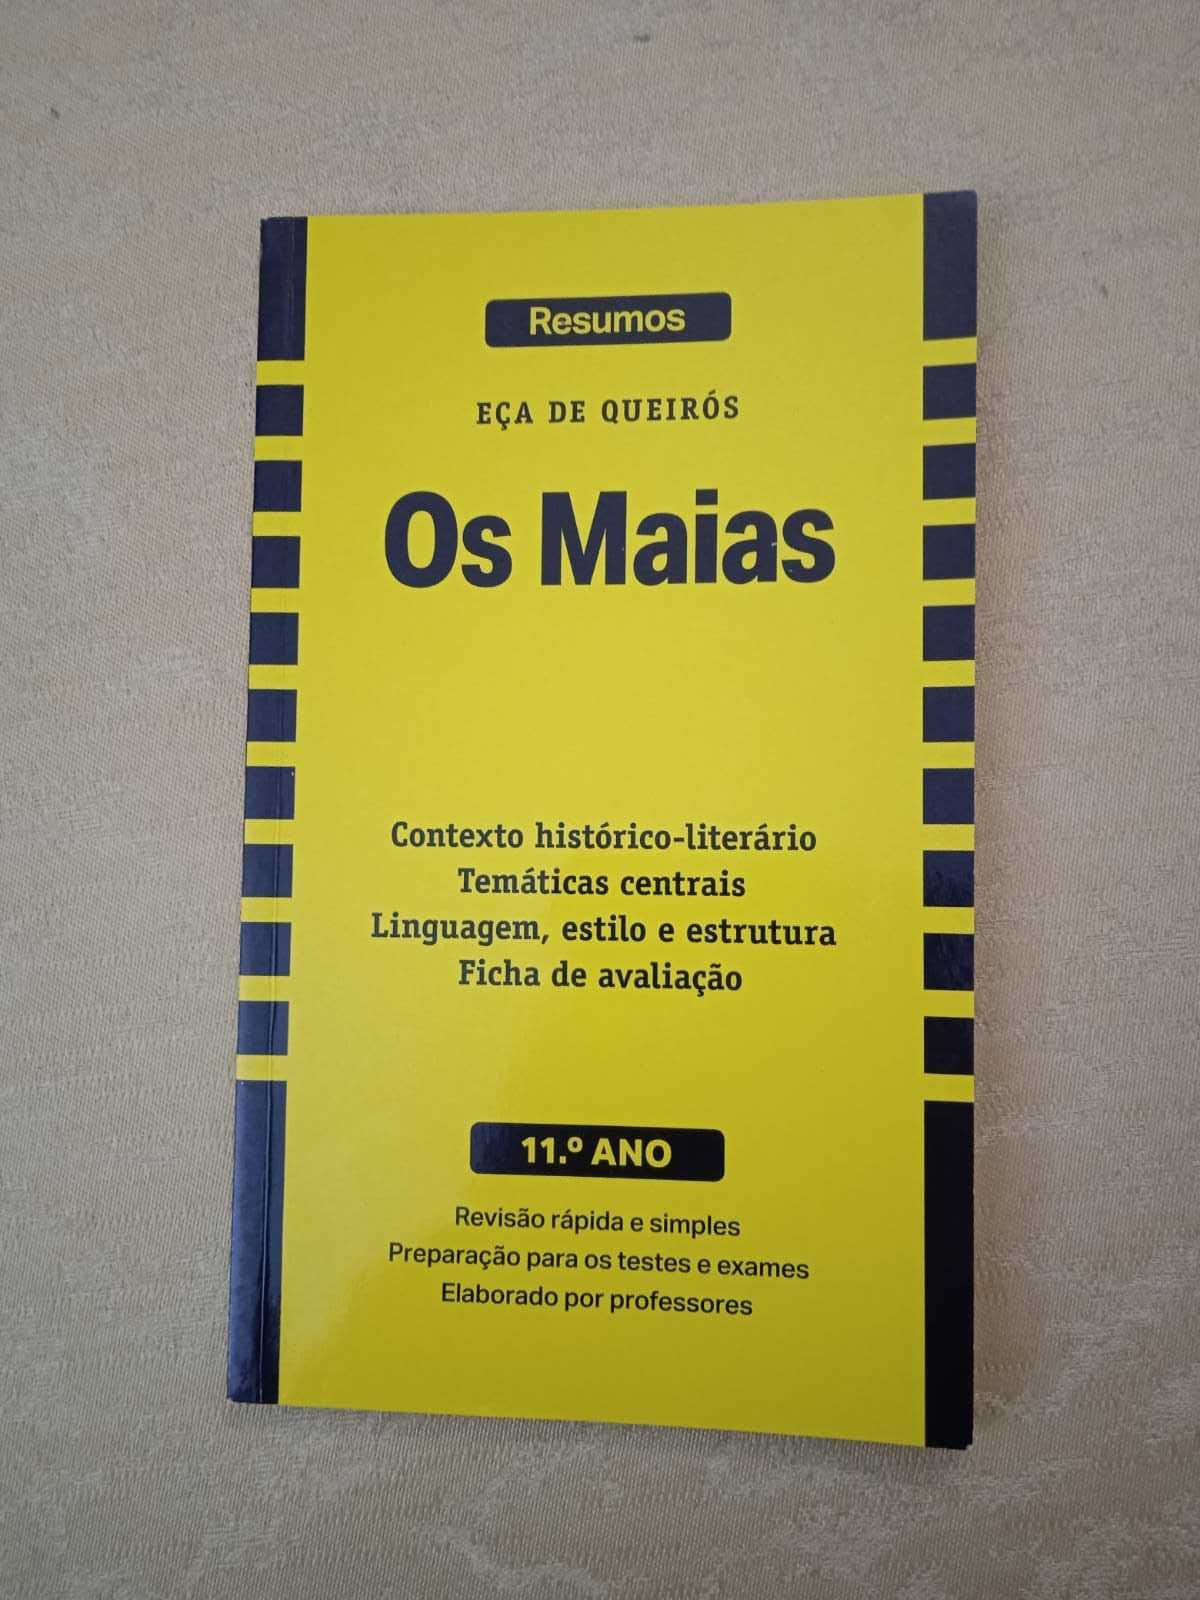 Resumos
EÇA DE QUEIRÓS
Os Maias
Contexto histórico-literário
Temáticas centrais
Linguagem, estilo e estrutura
Ficha de avaliação
11.º ANO
Revisão rápida e simples
Preparação para os testes e exames
Elaborado por professores